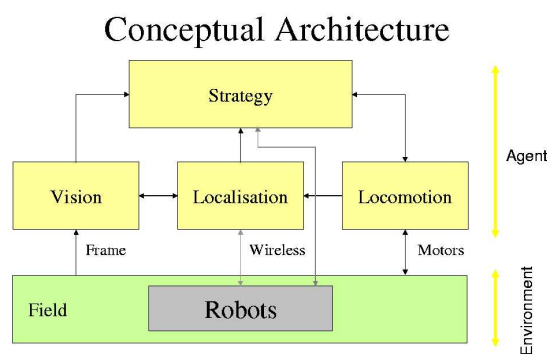 Conceptual Architecture
Strategy
Agent
Vision
Localisation
Locomotion
Frame
Wireless
Motors
Environment
Field
Robots